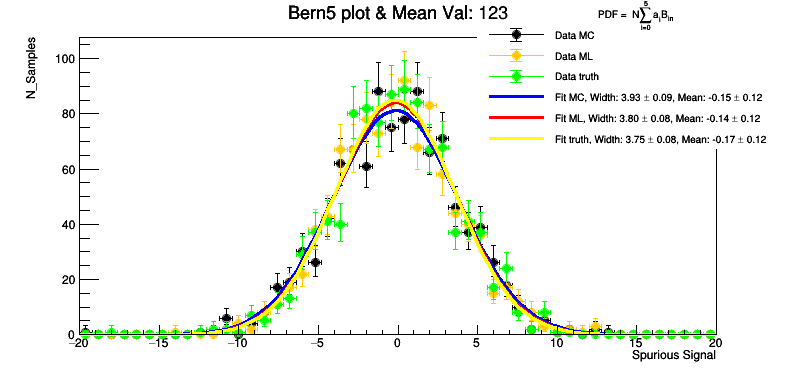 Bern5 plot & Mean Val: 123
PDF = N∑ a_i B_in
5
i=0
Data MC
Data ML
Data truth
Fit MC, Width: 3.93 ± 0.09, Mean: -0.15 ± 0.12
Fit ML, Width: 3.80 ± 0.08, Mean: -0.14 ± 0.12
Fit truth, Width: 3.75 ± 0.08, Mean: -0.17 ± 0.12
N_Samples
100
80
60
40
20
0
−20 −15 −10 −5 0 5 10 15 20
Spurious Signal